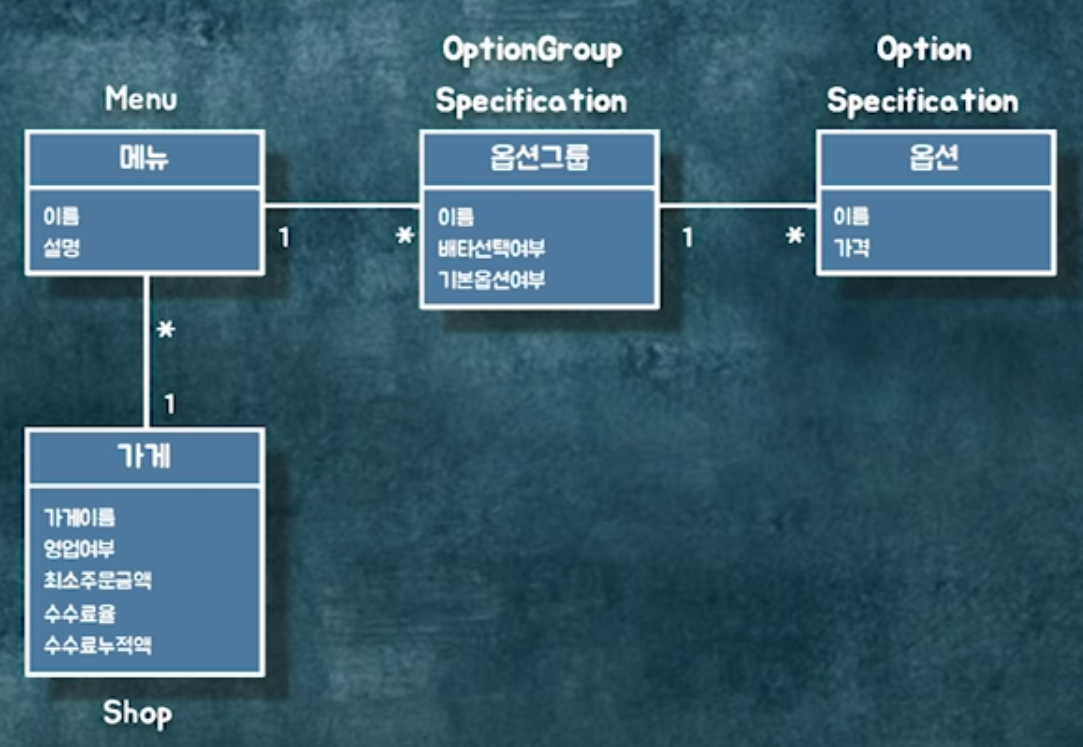 OptionGroup
Specification
Option
Specification
Menu
메뉴
이름
설명
1
*
옵션그룹
이름
배타선택여부
기본옵션여부
1
*
옵션
이름
가격
*
1
가게
가게이름
영업여부
최소주문금액
수수료율
수수료누적액
Shop